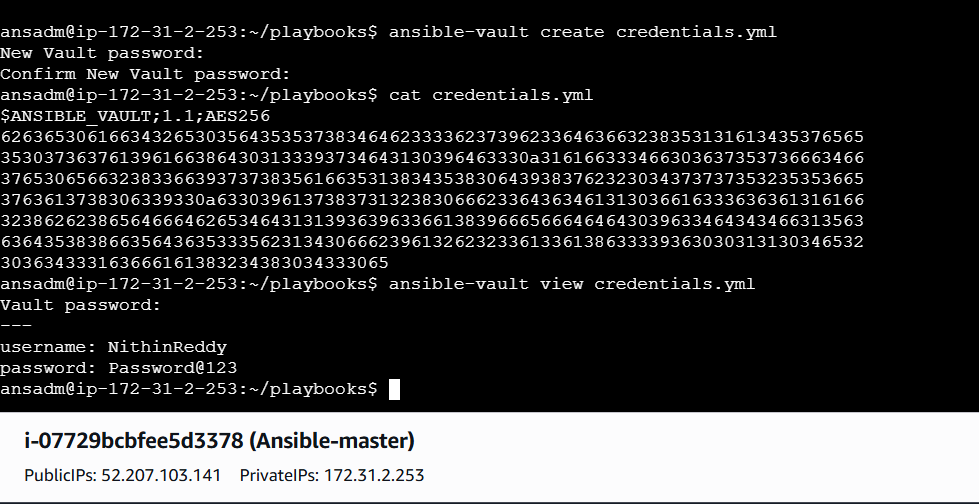 ansadm@ip-172-31-2-253:~/playbooks$ ansible-vault create credentials.yml
New Vault password:
Confirm New Vault password:
ansadm@ip-172-31-2-253:~/playbooks$ cat credentials.yml
$ANSIBLE_VAULT;1.1;AES256
62636530616634326530356435353738346462333362373962336463663238353131613435376565
3530373637613961663864303133393734643130396463330a316166333466303637353736663466
37653065663238336639373738356166353138343538306439383762323034373737353235353665
3763613738306339330a633039613738373132383066623364363461313036616333636361316166
32386262386564666462653464313139363963366138396665666464643039633464343466313563
63643538386635643635333562313430666239613262323361336138633339363030313130346532
3036343331636661613832343830343330​65
ansadm@ip-172-31-2-253:~/playbooks$ ansible-vault view credentials.yml
Vault password:
---
username: NithinReddy
password: Password@123
ansadm@ip-172-31-2-253:~/playbooks$
i-07729bcbfee5d3378 (Ansible-master)
PublicIPs: 52.207.103.141 PrivateIPs: 172.31.2.253